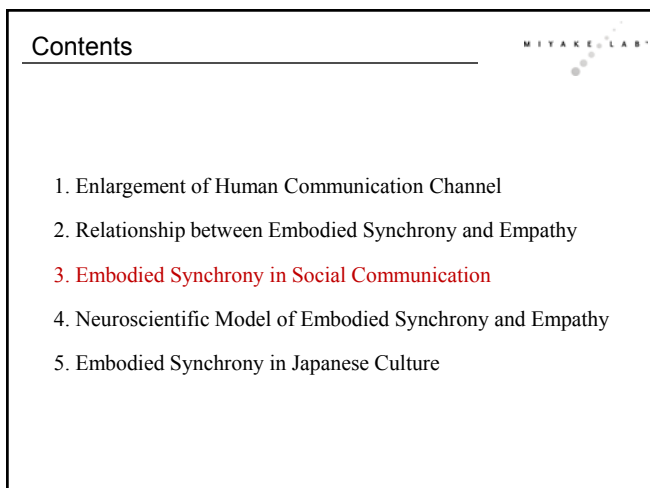 Contents
MIYAKE LAB
1. Enlargement of Human Communication Channel
2. Relationship between Embodied Synchrony and Empathy
3. Embodied Synchrony in Social Communication
4. Neuroscientific Model of Embodied Synchrony and Empathy
5. Embodied Synchrony in Japanese Culture